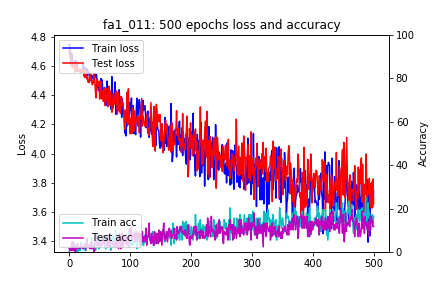 fa1_011: 500 epochs loss and accuracy
4.8
4.6
4.4
4.2
4.0
3.8
3.6
3.4
Loss
Train loss
Test loss
Train acc
Test acc
100
80
60
40
20
0
Accuracy
0 100 200 300 400 500